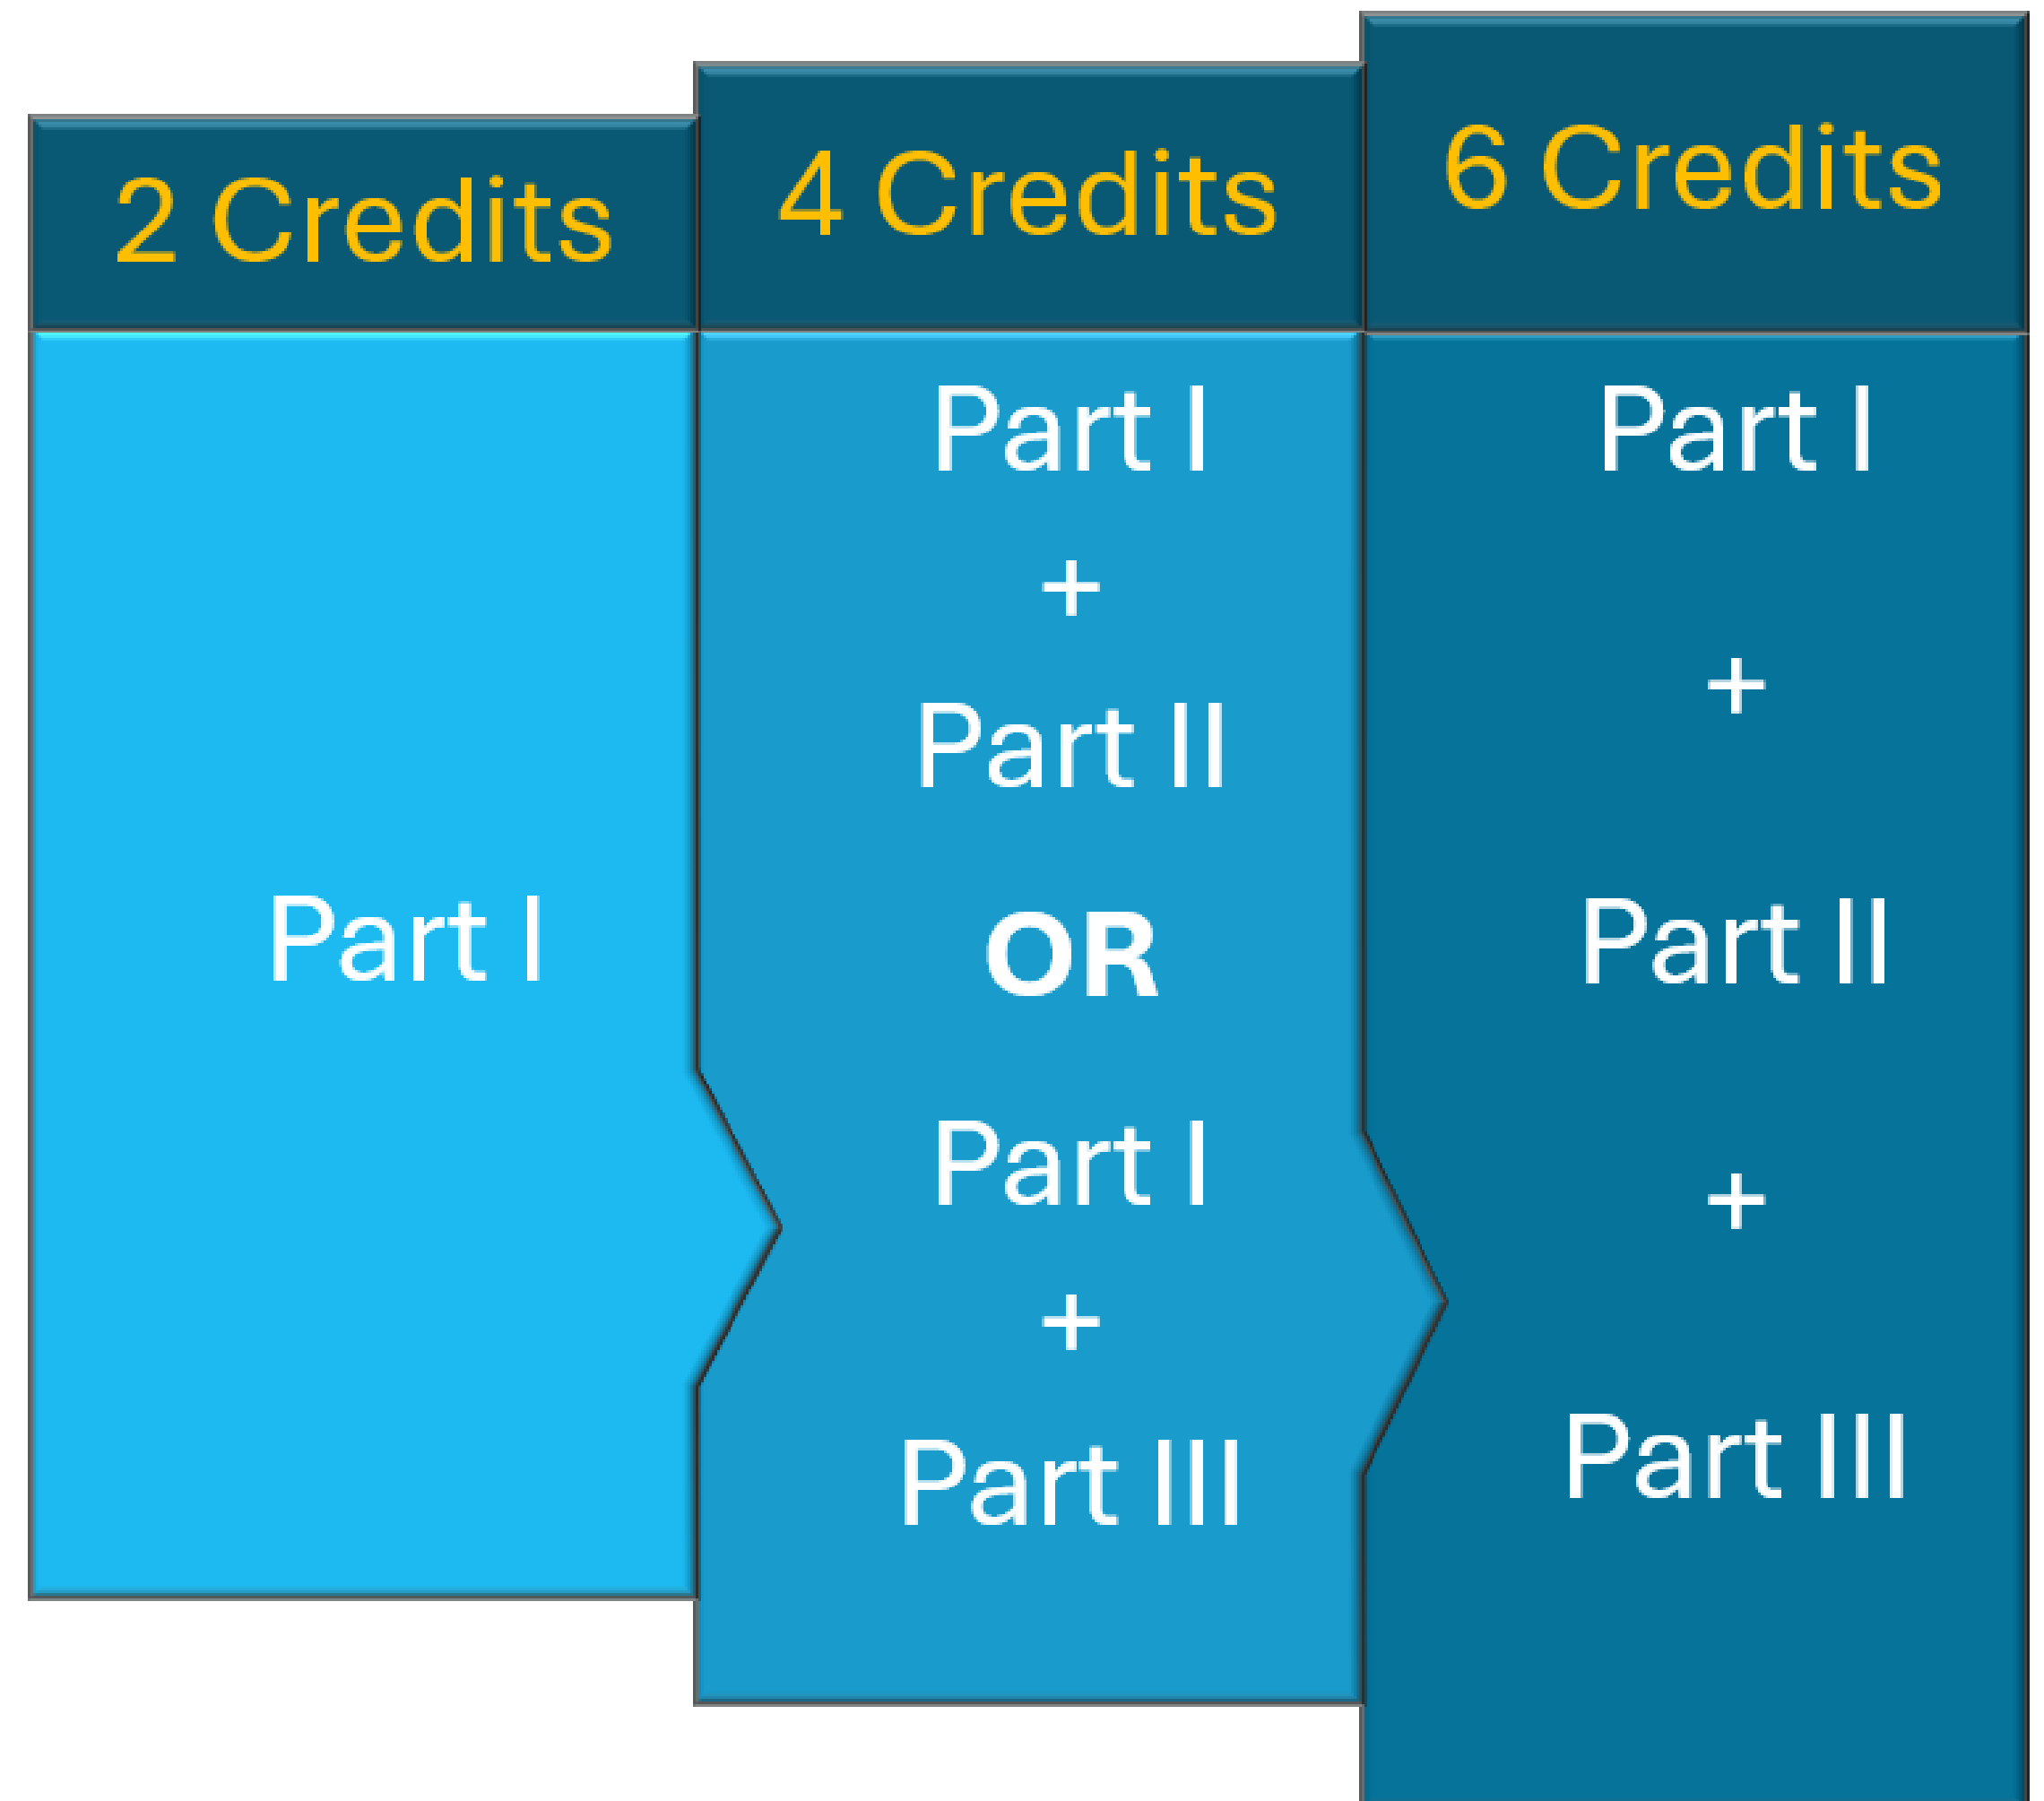 2 Credits
Part I
4 Credits
Part I
+
Part II
OR
Part I
+
Part III
6 Credits
Part I
+
Part II
+
Part III